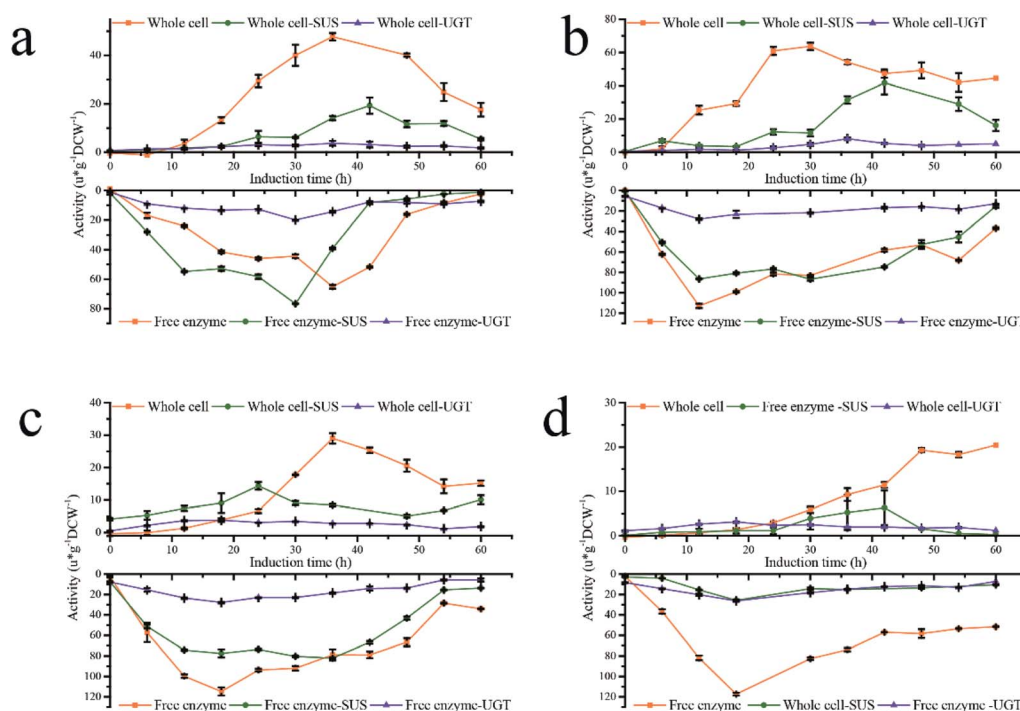 a
Whole cell Whole cell-SUS Whole cell-UGT
40
20
0
0 10 20 30 40 50 60
Induction time (h)
Activity (u*g⁻¹DCW⁻¹)
0
20
40
60
80
Free enzyme Free enzyme-SUS Free enzyme-UGT
b
Whole cell Whole cell-SUS Whole cell-UGT
80
60
40
20
0
0 10 20 30 40 50 60
Induction time (h)
Activity (u*g⁻¹DCW⁻¹)
0
20
40
60
80
100
120
Free enzyme Free enzyme-SUS Free enzyme-UGT
c
Whole cell Whole cell-SUS Whole cell-UGT
40
30
20
10
0
0 10 20 30 40 50 60
Induction time (h)
Activity (u*g⁻¹DCW⁻¹)
0
20
40
60
80
100
120
Free enzyme Free enzyme-SUS Free enzyme-UGT
d
Whole cell Free enzyme -SUS Whole cell-UGT
30
20
10
0
0 10 20 30 40 50 60
Induction time (h)
Activity (u*g⁻¹DCW⁻¹)
0
20
40
60
80
100
120
Free enzyme Whole cell-SUS Free enzyme -UGT